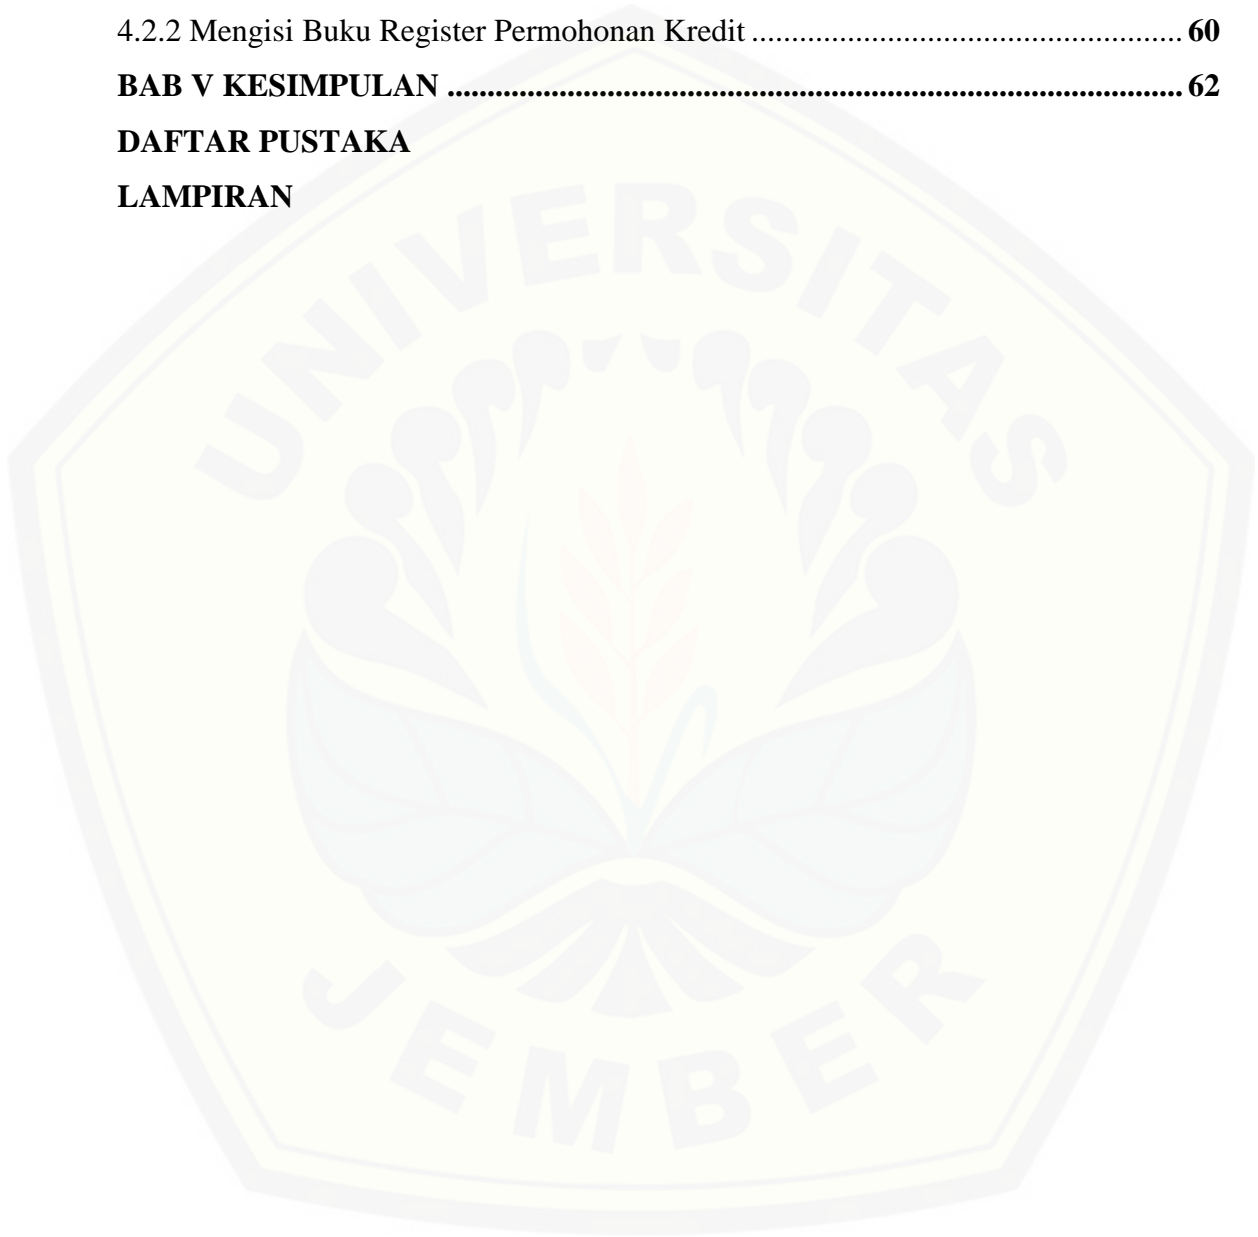 4.2.2 Mengisi Buku Register Permohonan Kredit ...................................................... 60
BAB V KESIMPULAN ............................................................................................ 62
DAFTAR PUSTAKA
LAMPIRAN
UNIVERSITAS
JEMBER